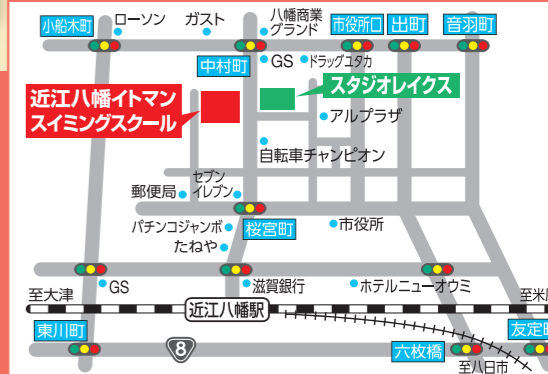 小船木町
ローソン
ガスト
八幡商業
グランド
市役所口
出町
音羽町
中村町
GS
ドラッグユタカ
近江八幡イトマン
スイミングスクール
スタジオレイクス
アルプラザ
自転車チャンピオン
セブン
イレブン
郵便局
パチンコジャンボ
桜宮町
市役所
たねや
GS
滋賀銀行
ホテルニューオウミ
至大津
近江八幡駅
至米
東川町
8
六枚橋
友定
至八日市